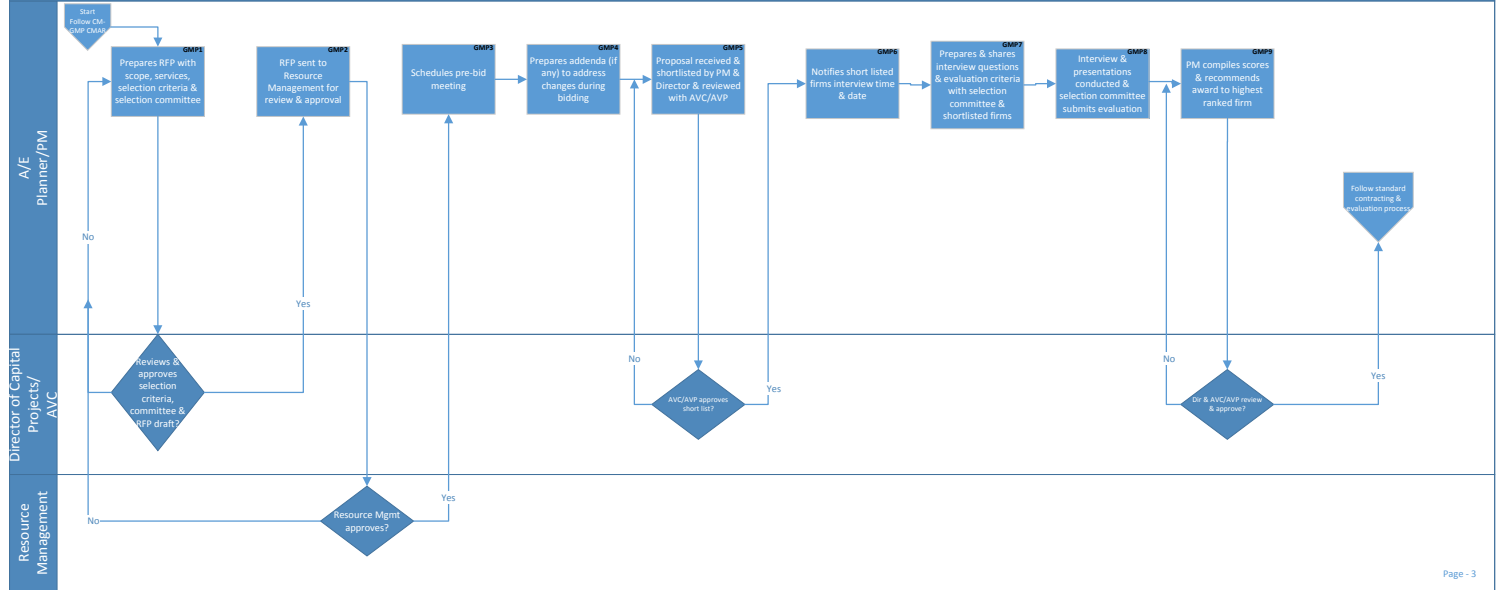 A/E
Planner/PM
Start
Follow CM-
GMP CMAR
GMP1
Prepares RFP with
scope, services,
selection criteria &
selection committee
GMP2
RFP sent to
Resource
Management for
review & approval
GMP3
Schedules pre-bid
meeting
GMP4
Prepares addenda (if
any) to address
changes during
bidding
GMP5
Proposal received &
shortlisted by PM &
Director & reviewed
with AVC/AVP
GMP6
Notifies short listed
firms interview time
& date
GMP7
Prepares & shares
interview questions
& evaluation criteria
with selection
committee &
shortlisted firms
GMP8
Interview &
presentations
conducted &
selection committee
submits evaluation
GMP9
PM compiles scores
& recommends
award to highest
ranked firm
Follow standard
contracting &
evaluation process
No
Yes
Director of Capital
Projects/
AVC
Reviews &
approves
selection
criteria,
committee &
RFP draft?
No
AVC/AVP approves
short list?
Yes
No
Dir & AVC/AVP review
& approve?
Yes
Resource
Management
No
Resource Mgmt
approves?
Yes
Page - 3